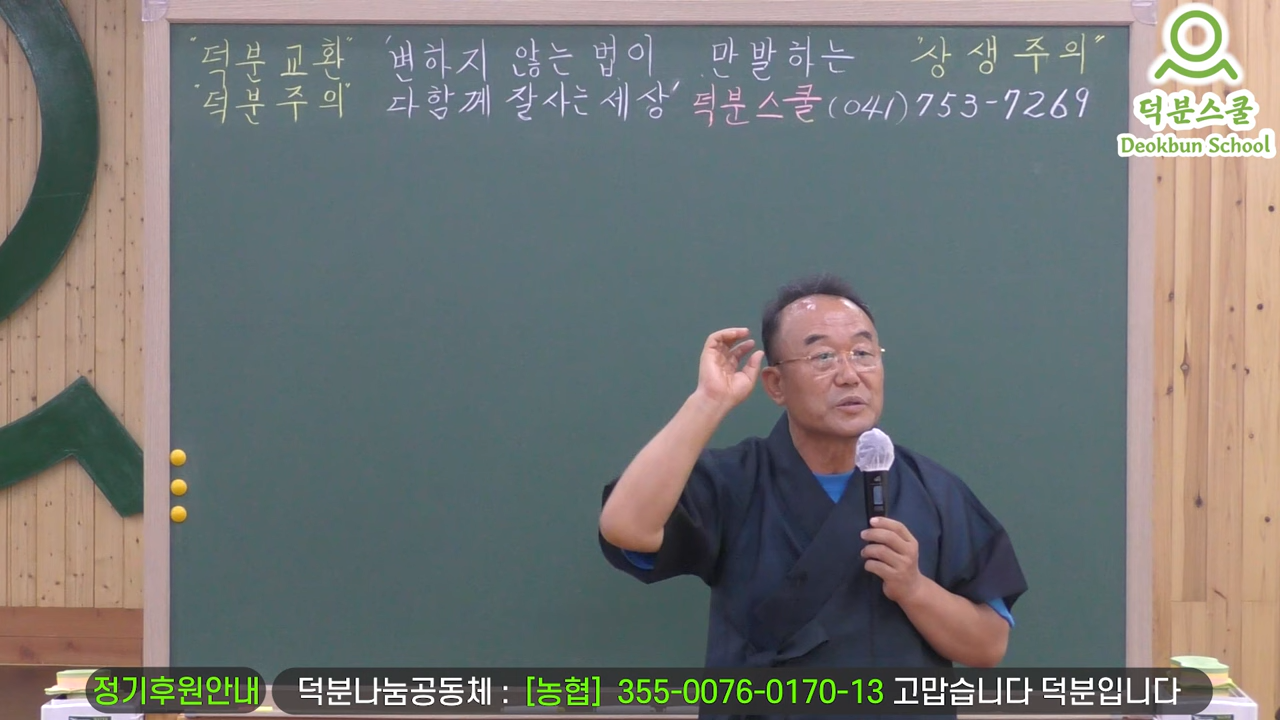 "덕분교환" '변하지 않는 법이 만발하는 "상생주의"
"덕분주의" 다함께 잘사는 세상' 덕분스쿨 (041) 753-7269
덕분스쿨
Deokbun School
정기후원안내 덕분나눔공동체 : [농협] 355-0076-0170-13 고맙습니다 덕분입니다